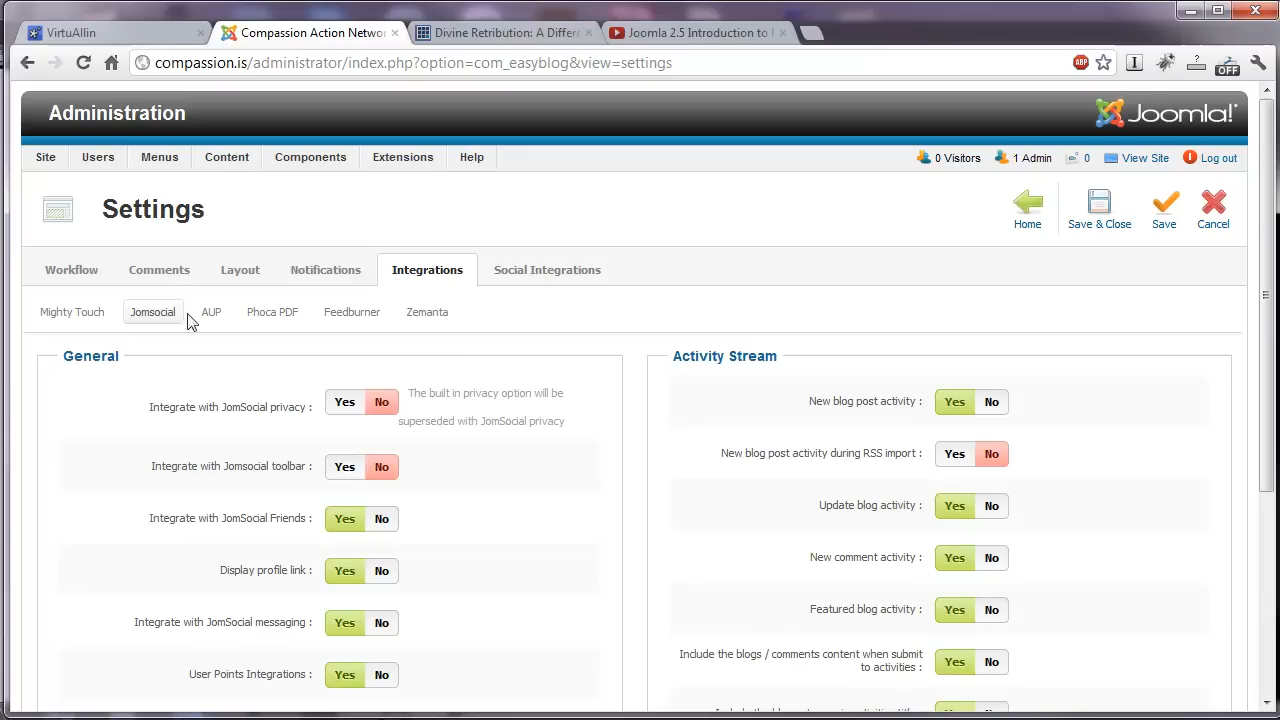 VirtuAllin
Compassion Action Networ
Divine Retribution: A Differe
Joomla 2.5 Introduction to
compassion.is/administrator/index.php?option=com_easyblog&view=settings
ABP
OFF
Administration
Joomla!
Site Users Menus Content Components Extensions Help
0 Visitors 1 Admin 0 View Site Log out
Settings
Home Save & Close Save Cancel
Workflow Comments Layout Notifications Integrations Social Integrations
Mighty Touch Jomsocial AUP Phoca PDF Feedburner Zemanta
General
Integrate with JomSocial privacy : Yes No The built in privacy option will be
superseded with JomSocial privacy
Integrate with Jomsocial toolbar : Yes No
Integrate with JomSocial Friends : Yes No
Display profile link : Yes No
Integrate with JomSocial messaging : Yes No
User Points Integrations : Yes No
Activity Stream
New blog post activity : Yes No
New blog post activity during RSS import : Yes No
Update blog activity : Yes No
New comment activity : Yes No
Featured blog activity : Yes No
Include the blogs / comments content when submit
to activities : Yes No